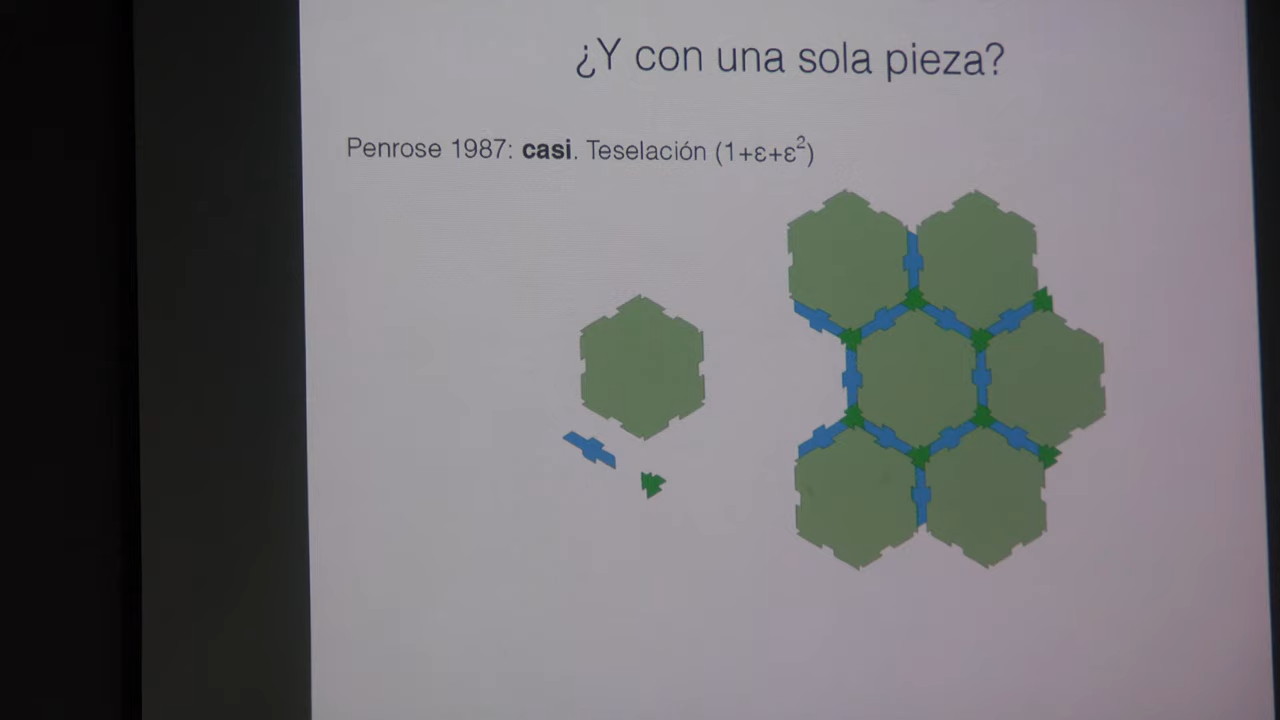 ¿Y con una sola pieza?
Penrose 1987: casi. Teselación (1+ε+ε²)